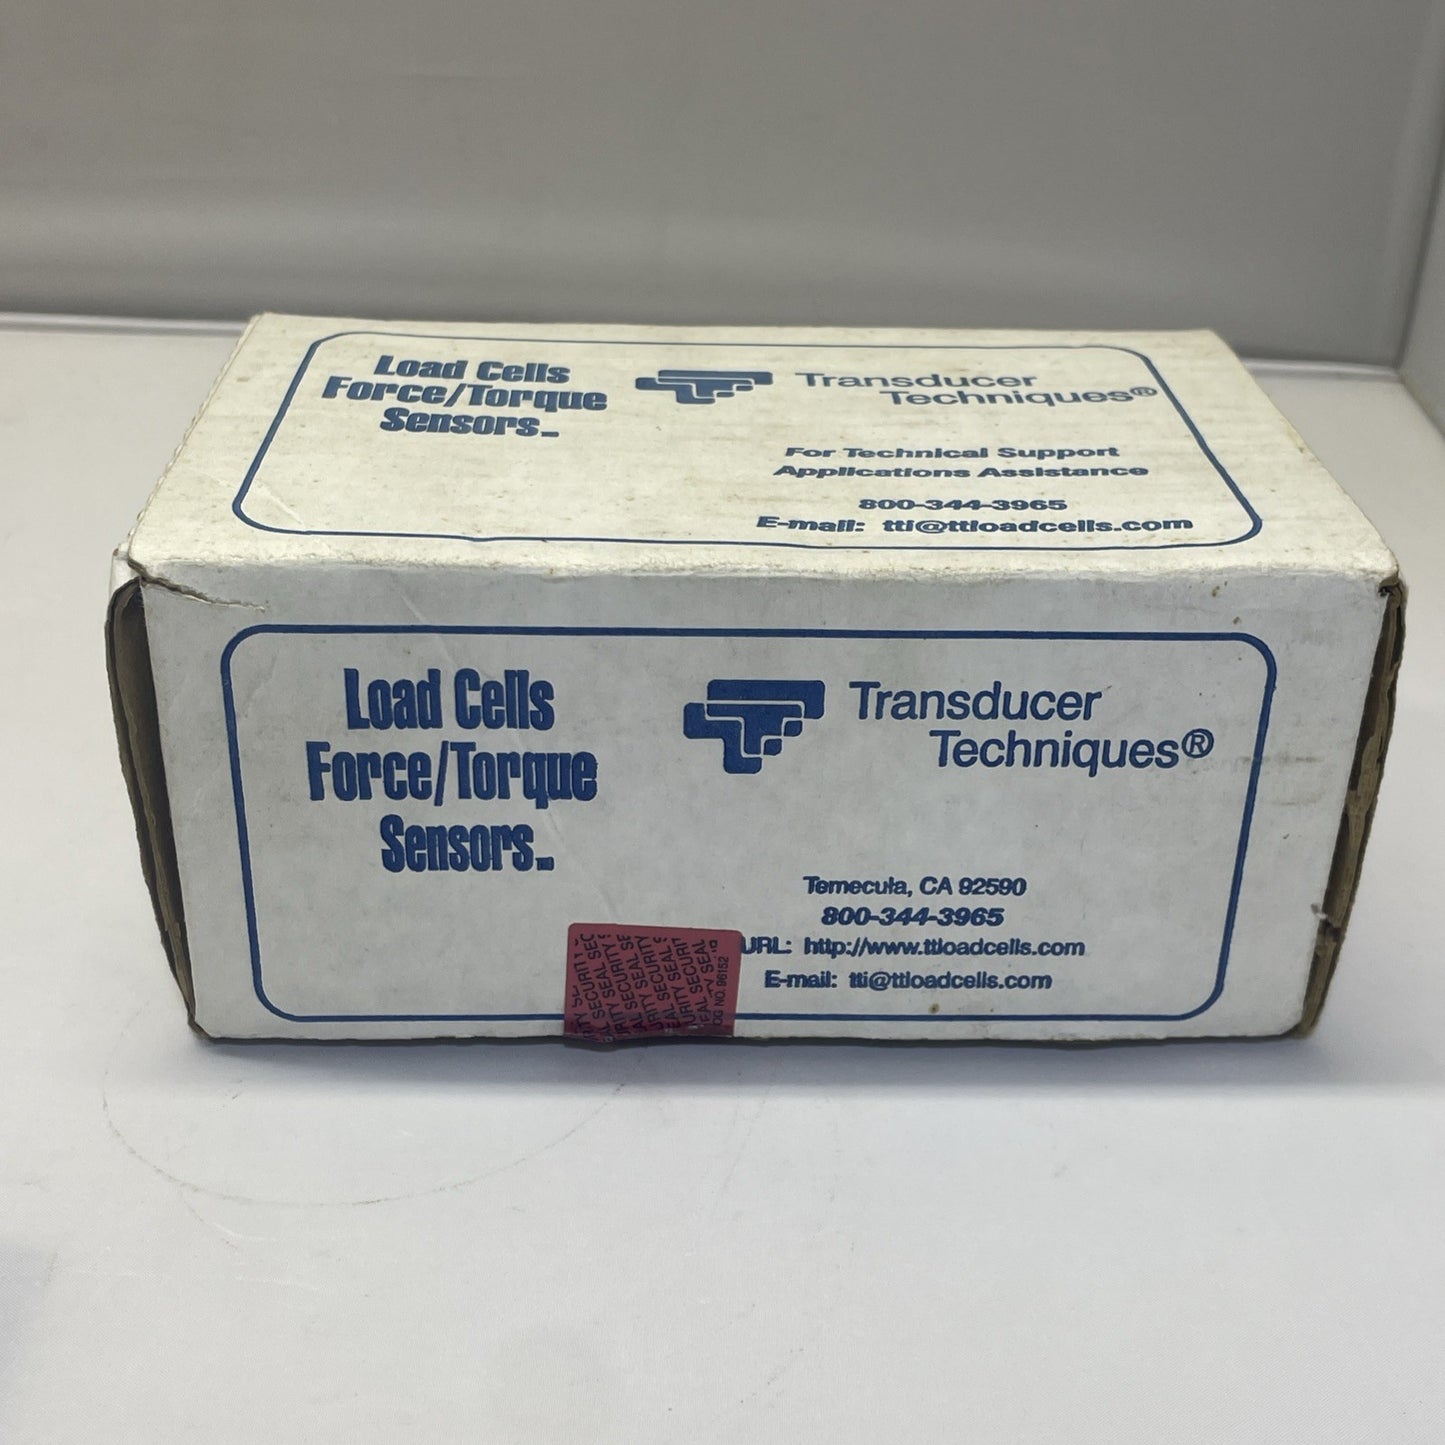 Load Cells
Force/Torque
Sensors...
Transducer
Techniques®
For Technical Support
Applications Assistance
800-344-3965
E-mail: tti@ttloadcells.com
Load Cells
Force/Torque
Sensors...
Transducer
Techniques®
Temecula, CA 92590
800-344-3965
URL: http://www.ttloadcells.com
E-mail: tti@ttloadcells.com
SECURITY SEAL
NO. 96152